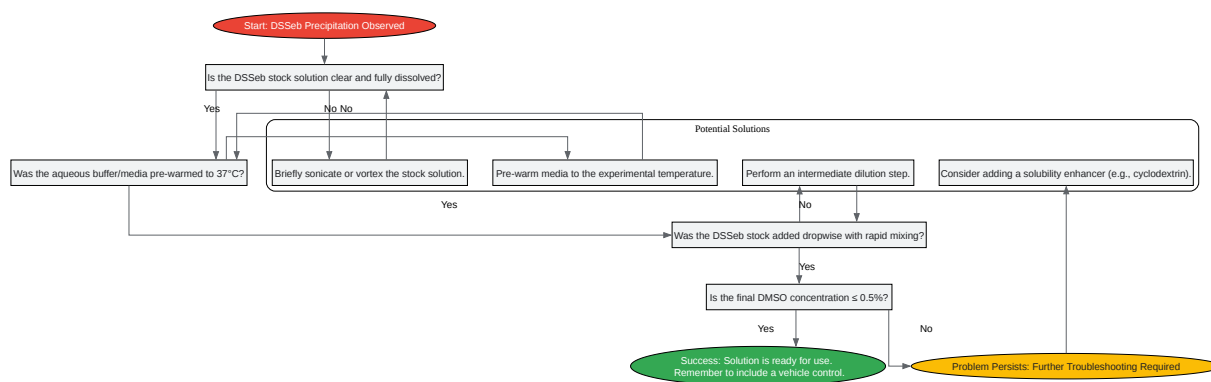 Start: DSSeb Precipitation Observed
Is the DSSeb stock solution clear and fully dissolved?
Yes
No No
Potential Solutions
Was the aqueous buffer/media pre-warmed to 37°C?
Briefly sonicate or vortex the stock solution.
Pre-warm media to the experimental temperature.
Perform an intermediate dilution step.
Consider adding a solubility enhancer (e.g., cyclodextrin).
Yes
No
Was the DSSeb stock added dropwise with rapid mixing?
Yes
Is the final DMSO concentration ≤ 0.5%?
Yes
No
Success: Solution is ready for use.
Remember to include a vehicle control.
Problem Persists: Further Troubleshooting Required